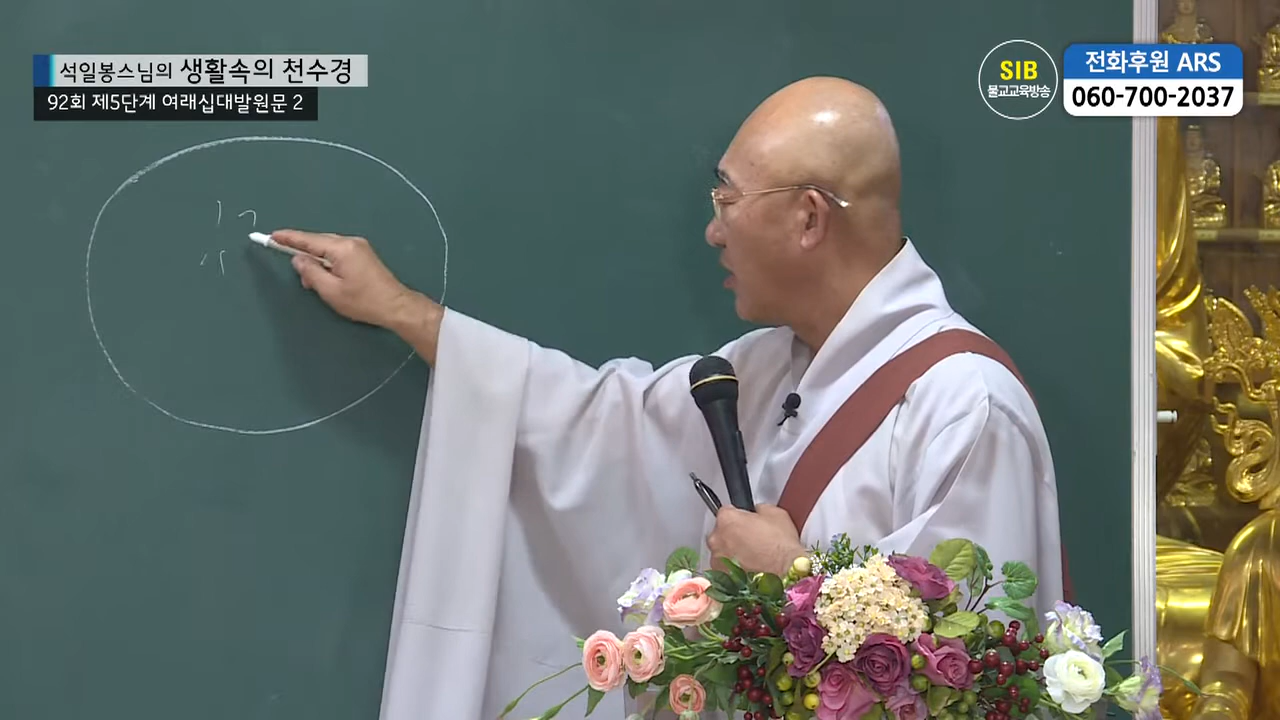 석일봉스님의 생활속의 천수경
92회 제5단계 여래십대발원문 2
SIB
불교교육방송
전화후원 ARS
060-700-2037